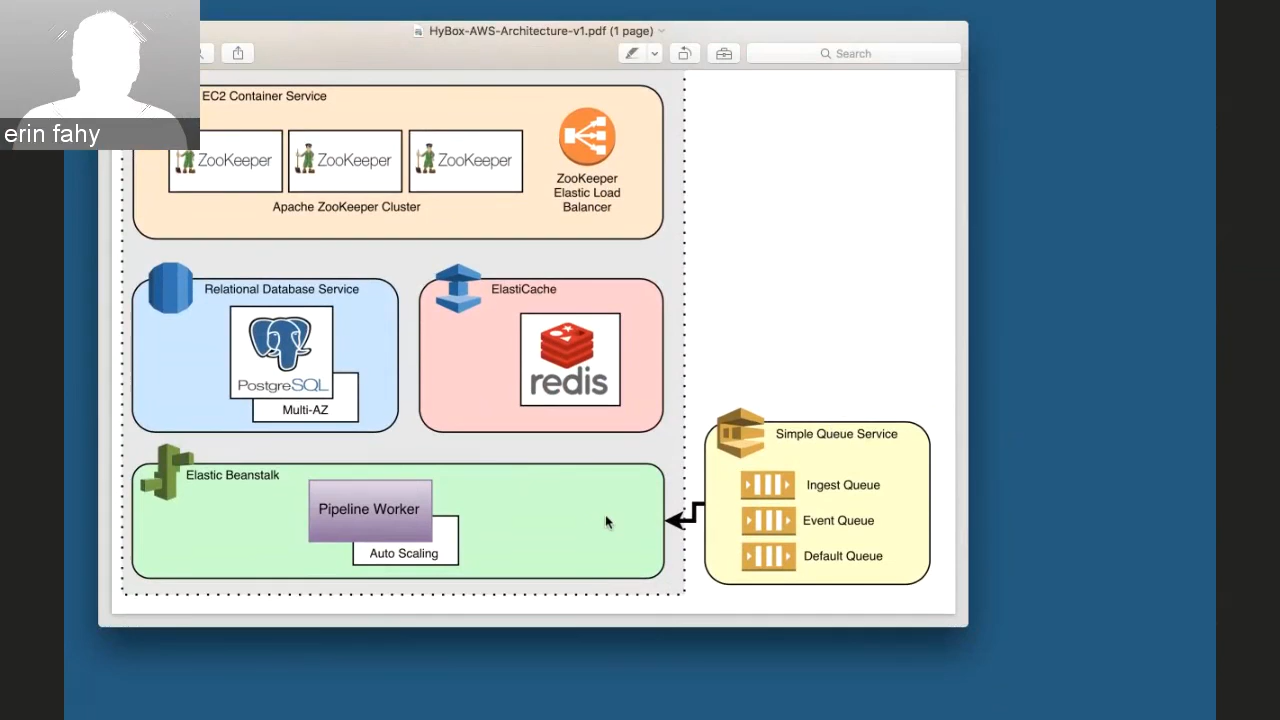 HyBox-AWS-Architecture-v1.pdf (1 page)
Search
erin fahy
EC2 Container Service
ZooKeeper
ZooKeeper
ZooKeeper
Apache ZooKeeper Cluster
ZooKeeper
Elastic Load
Balancer
Relational Database Service
PostgreSQL
Multi-AZ
ElastiCache
redis
Elastic Beanstalk
Pipeline Worker
Auto Scaling
Simple Queue Service
Ingest Queue
Event Queue
Default Queue